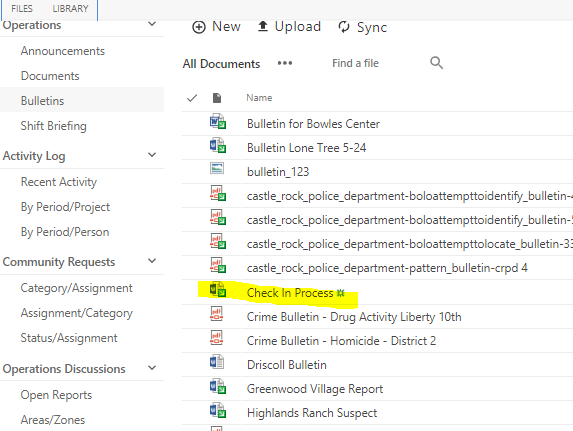 FILES LIBRARY
Operations
Announcements
Documents
Bulletins
Shift Briefing
Activity Log
Recent Activity
By Period/Project
By Period/Person
Community Requests
Category/Assignment
Assignment/Category
Status/Assignment
Operations Discussions
Open Reports
Areas/Zones
New Upload Sync
All Documents ••• Find a file
Name
Bulletin for Bowles Center
Bulletin Lone Tree 5-24
bulletin_123
castle_rock_police_department-boloattempttoidentify_bulletin-4
castle_rock_police_department-boloattempttoidentify_bulletin-5
castle_rock_police_department-boloattempttolocate_bulletin-33
castle_rock_police_department-pattern_bulletin-crpd 4
Check In Process
Crime Bulletin - Drug Activity Liberty 10th
Crime Bulletin - Homicide - District 2
Driscoll Bulletin
Greenwood Village Report
Highlands Ranch Suspect